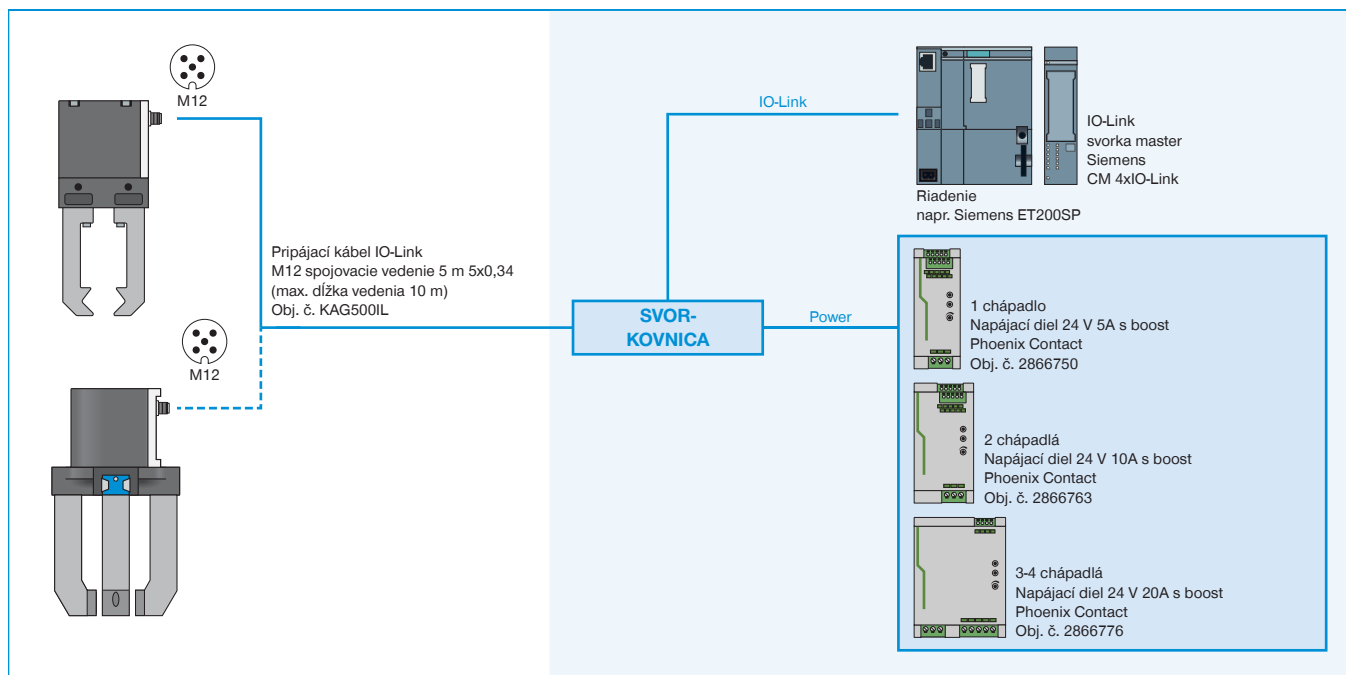 M12
M12
Pripájací kábel IO-Link
M12 spojovacie vedenie 5 m 5x0,34
(max. dĺžka vedenia 10 m)
Obj. č. KAG500IL
SVOR-
KOVNICA
IO-Link
Power
Riadenie
napr. Siemens ET200SP
IO-Link
svorka master
Siemens
CM 4xIO-Link
1 chápadlo
Napájací diel 24 V 5A s boost
Phoenix Contact
Obj. č. 2866750
2 chápadlá
Napájací diel 24 V 10A s boost
Phoenix Contact
Obj. č. 2866763
3-4 chápadlá
Napájací diel 24 V 20A s boost
Phoenix Contact
Obj. č. 2866776